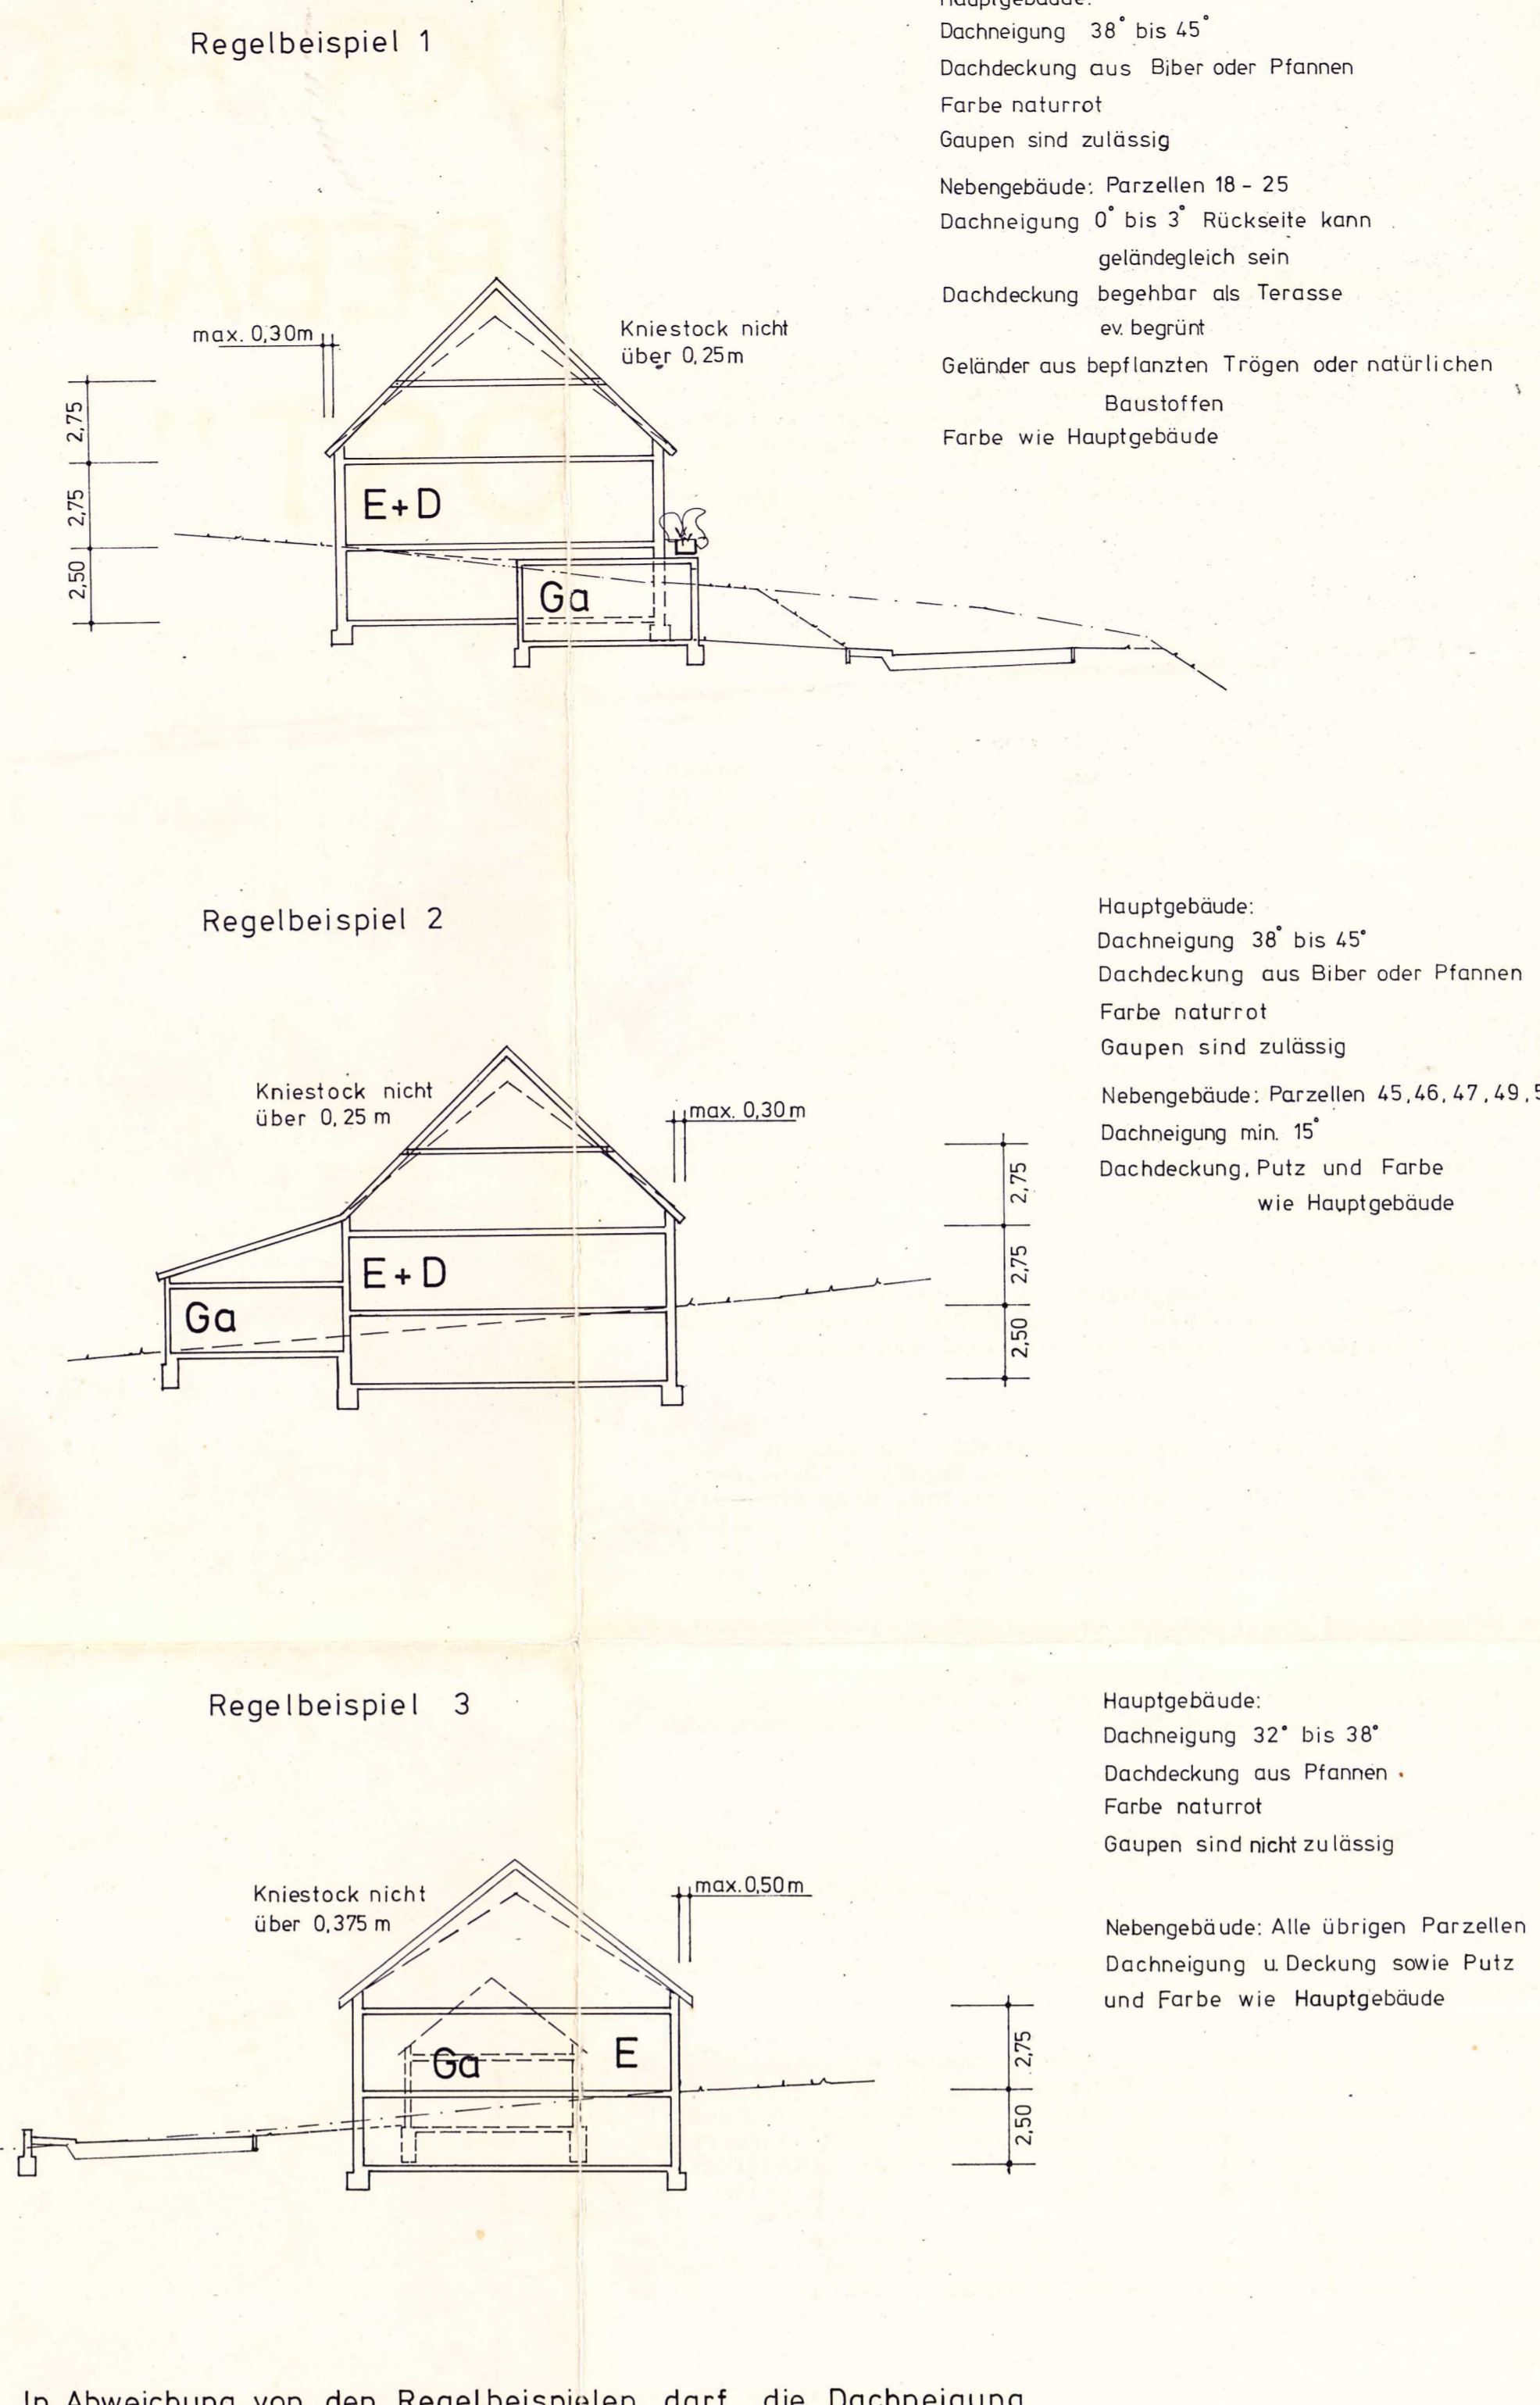 Regelbeispiel 1
Hauptgebäude:
Dachneigung 38° bis 45°
Dachdeckung aus Biber oder Pfannen
Farbe naturrot
Gaupen sind zulässig
Nebengebäude: Parzellen 18 - 25
Dachneigung 0° bis 3° Rückseite kann
geländegleich sein
Dachdeckung begehbar als Terasse
ev. begrünt
Geländer aus bepflanzten Trögen oder natürlichen
Baustoffen
Farbe wie Hauptgebäude
max. 0,30m
Kniestock nicht
über 0,25m
2,75
2,75
2,50
E+D
Ga
Regelbeispiel 2
Hauptgebäude:
Dachneigung 38° bis 45°
Dachdeckung aus Biber oder Pfannen
Farbe naturrot
Gaupen sind zulässig
Nebengebäude: Parzellen 45,46,47,49,
Dachneigung min. 15°
Dachdeckung, Putz und Farbe
wie Hauptgebäude
Kniestock nicht
über 0,25 m
max. 0,30 m
2,75
2,75
2,50
E+D
Ga
Regelbeispiel 3
Hauptgebäude:
Dachneigung 32° bis 38°
Dachdeckung aus Pfannen
Farbe naturrot
Gaupen sind nicht zulässig
Nebengebäude: Alle übrigen Parzellen
Dachneigung u. Deckung sowie Putz
und Farbe wie Hauptgebäude
Kniestock nicht
über 0,375 m
max. 0,50 m
2,75
2,50
Ga
E
In Abweichung von den Regelbeispielen darf die Dachneigung